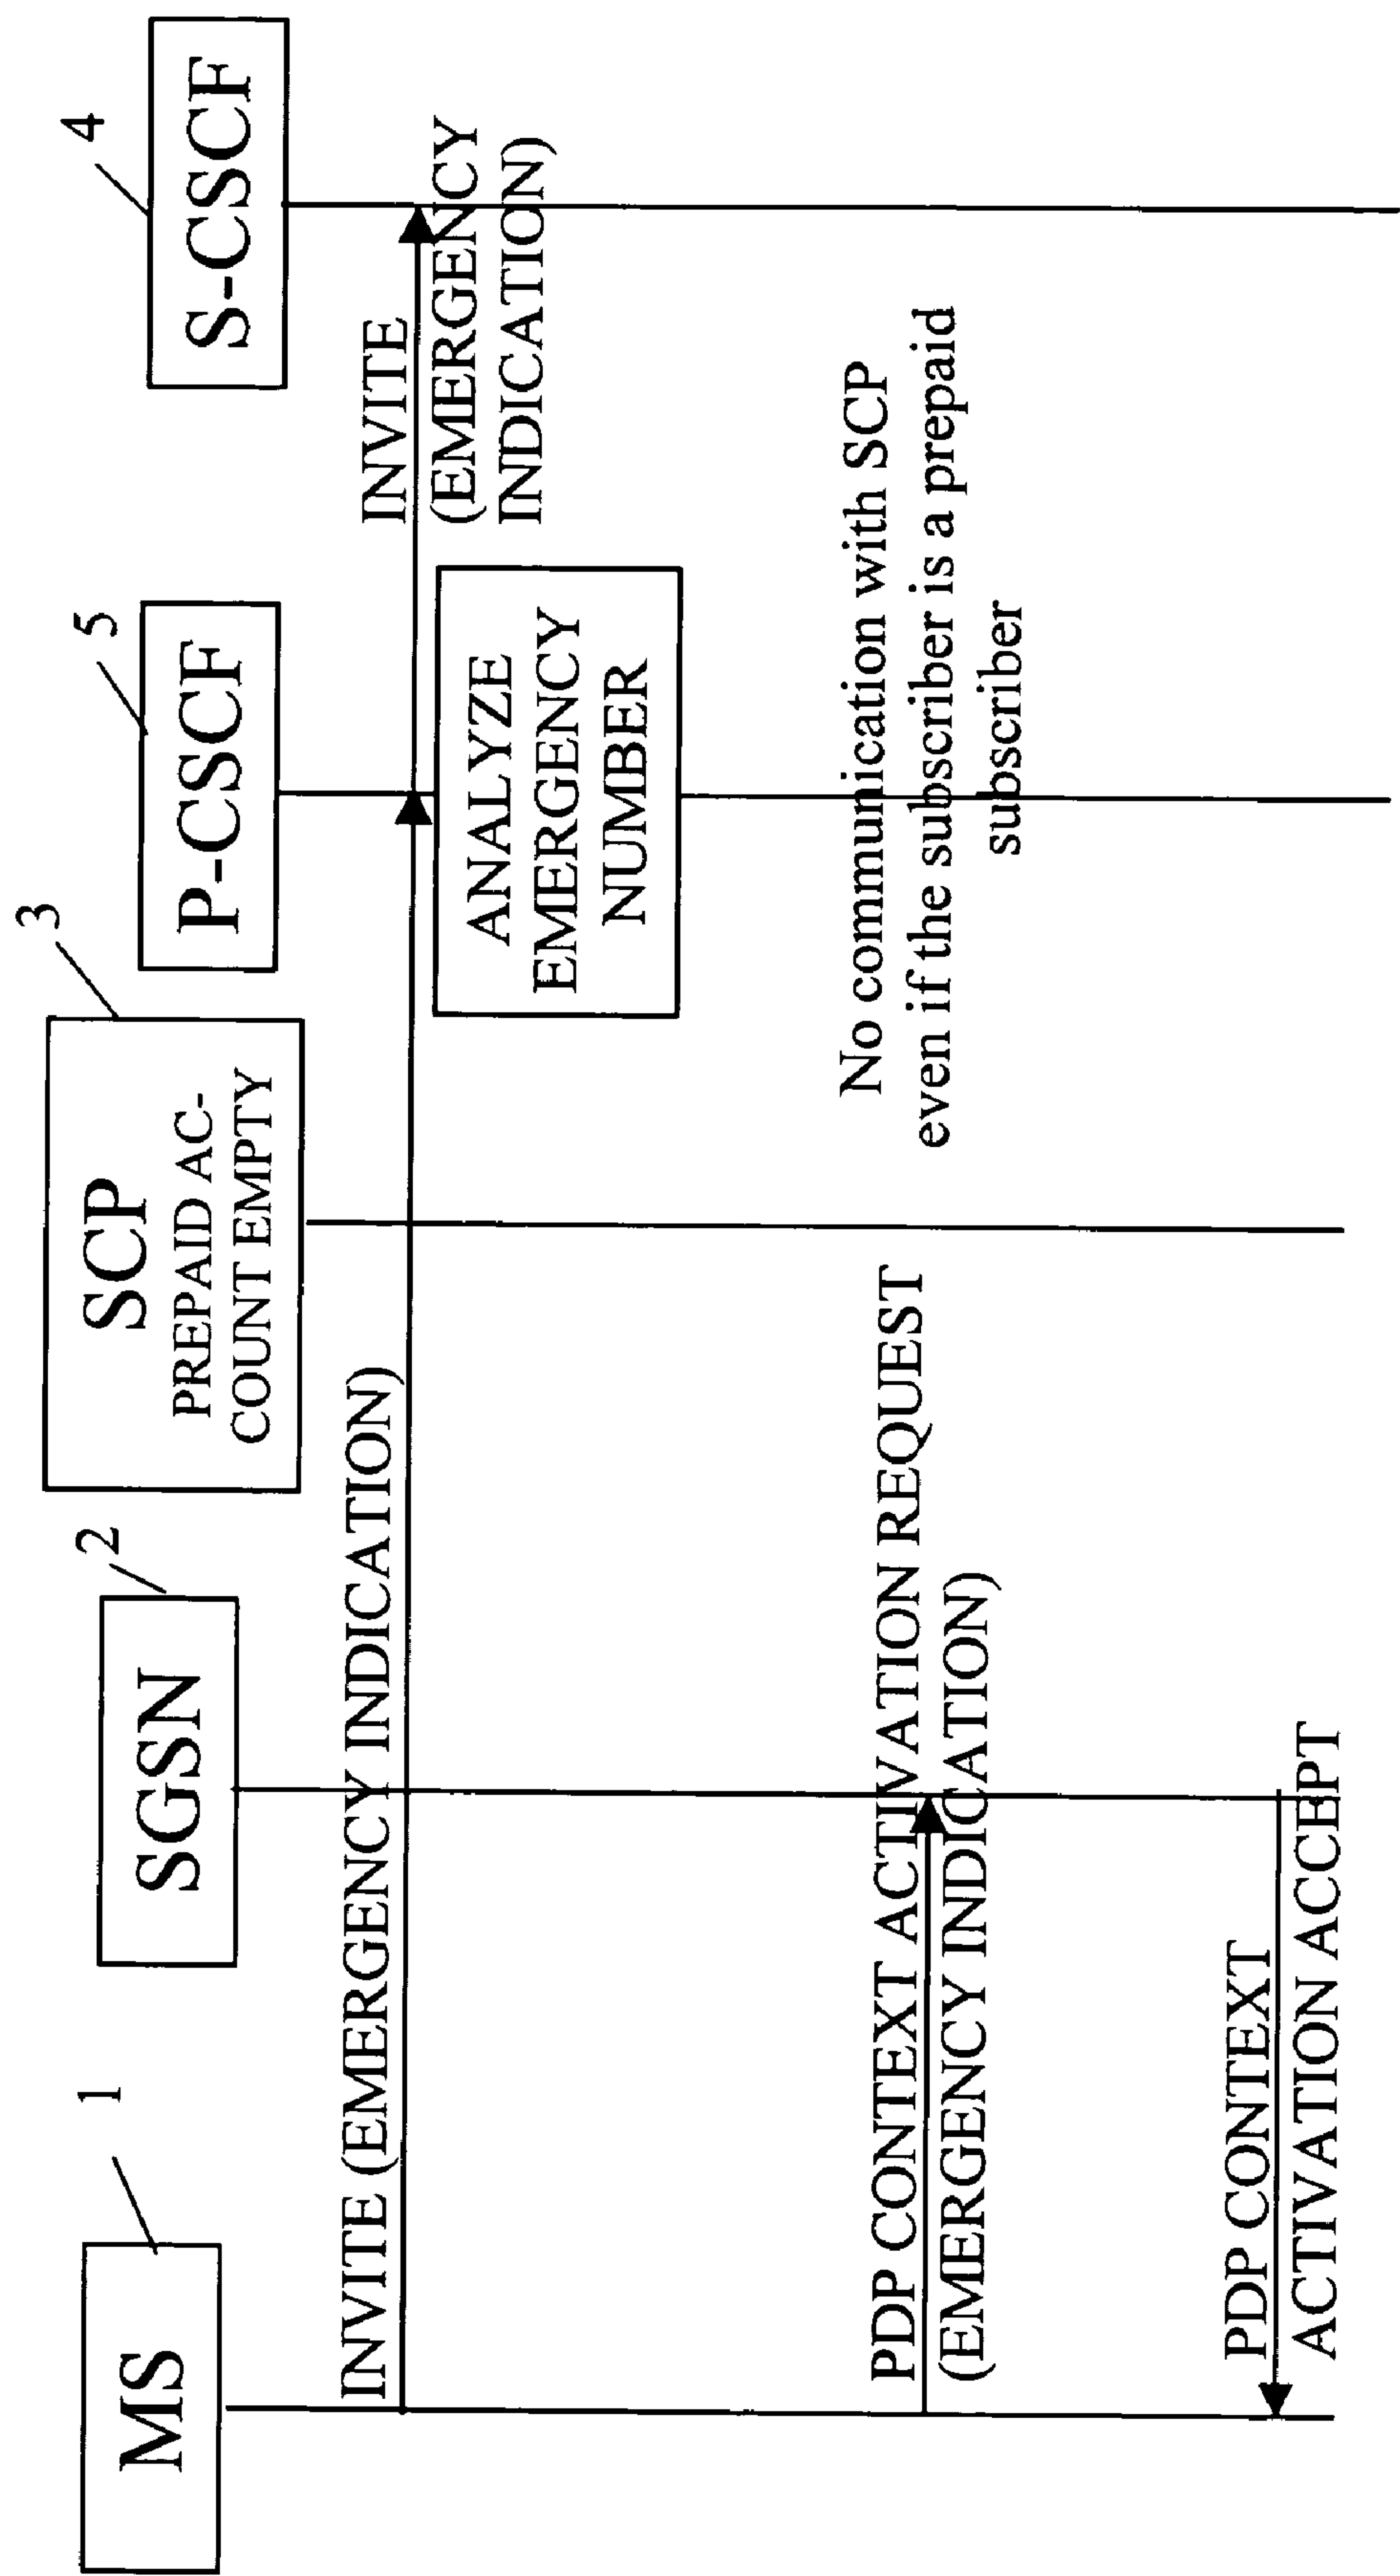 MS
1
SGSN
2
SCP
PREPAID AC-
COUNT EMPTY
3
P-CSCF
5
S-CSCF
4
INVITE (EMERGENCY INDICATION)
INVITE
(EMERGENCY
INDICATION)
ANALYZE
EMERGENCY
NUMBER
No communication with SCP
even if the subscriber is a prepaid
subscriber
PDP CONTEXT ACTIVATION REQUEST
(EMERGENCY INDICATION)
PDP CONTEXT
ACTIVATION ACCEPT